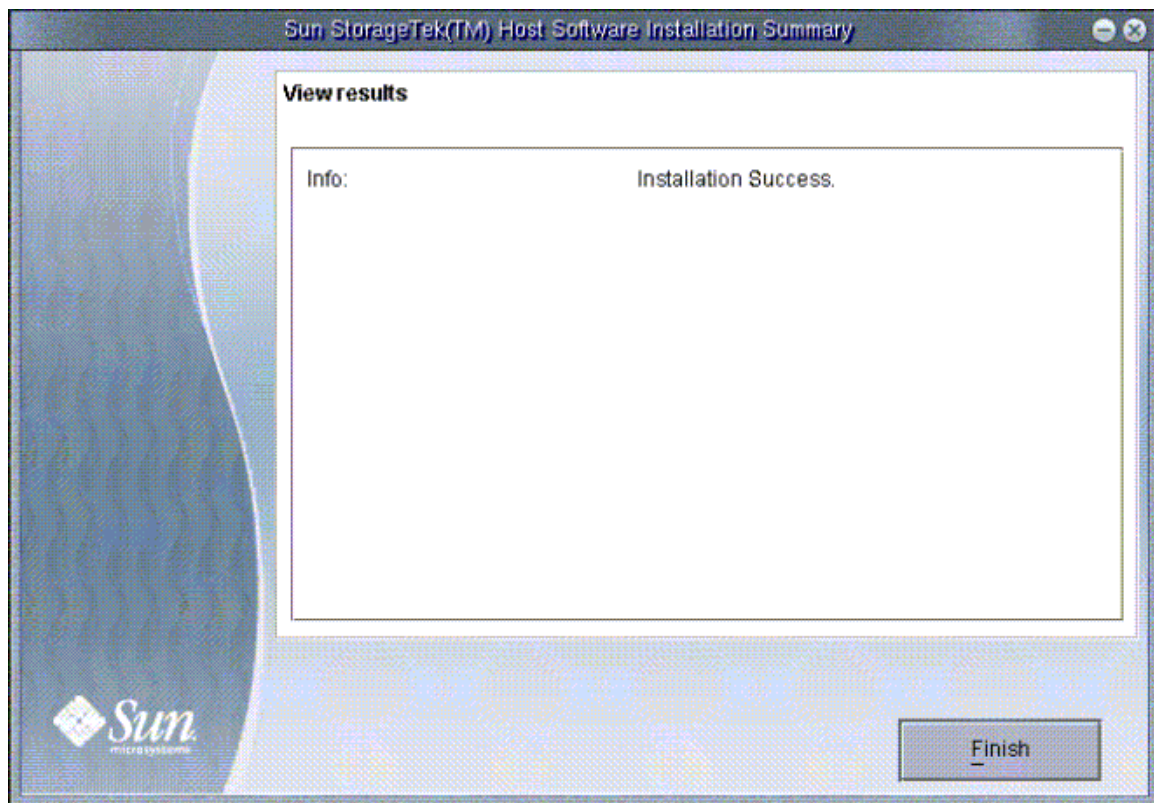 Sun StorageTek(TM) Host Software Installation Summary
View results
Info: Installation Success.
Sun
microsystems
Finish